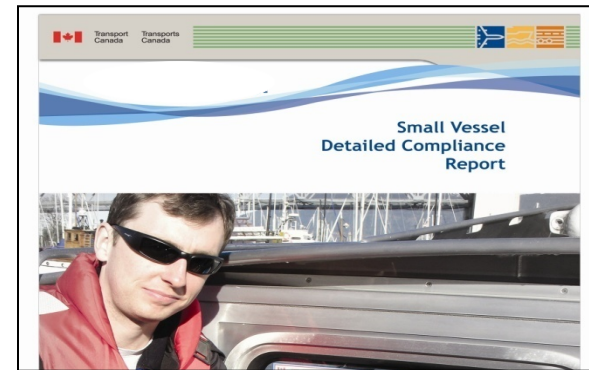 Transport Canada
Transports Canada
Small Vessel
Detailed Compliance
Report